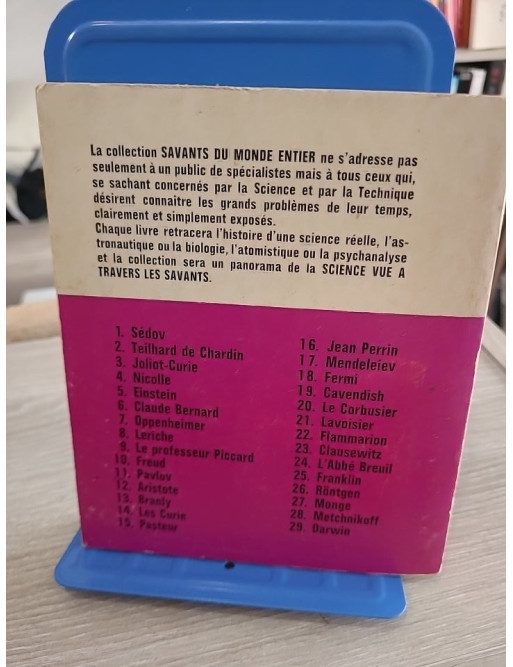 La collection SAVANTS DU MONDE ENTIER ne s'adresse pas
seulement à un public de spécialistes mais à tous ceux qui,
se sachant concernés par la Science et par la Technique
désirent connaitre les grands problèmes de leur temps,
clairement et simplement exposés.
Chaque livre retracera l'histoire d'une science réelle, l'as-
tronautique ou la biologie, l'atomistique ou la psychanalyse
et la collection sera un panorama de la SCIENCE VUE A
TRAVERS LES SAVANTS.
1. Sédov
2. Teilhard de Chardin
3. Joliot-Curie
4. Nicolle
5. Einstein
6. Claude Bernard
7. Oppenheimer
8. Leriche
9. Le professeur Piccard
10. Freud
11. Pavlov
12. Aristote
13. Branly
14. Les Curie
15. Pasteur
16. Jean Perrin
17. Mendeleiev
18. Fermi
19. Cavendish
20. Le Corbusier
21. Lavoisier
22. Flammarion
23. Clausewitz
24. L'Abbé Breuil
25. Franklin
26. Röntgen
27. Monge
28. Metchnikoff
29. Darwin